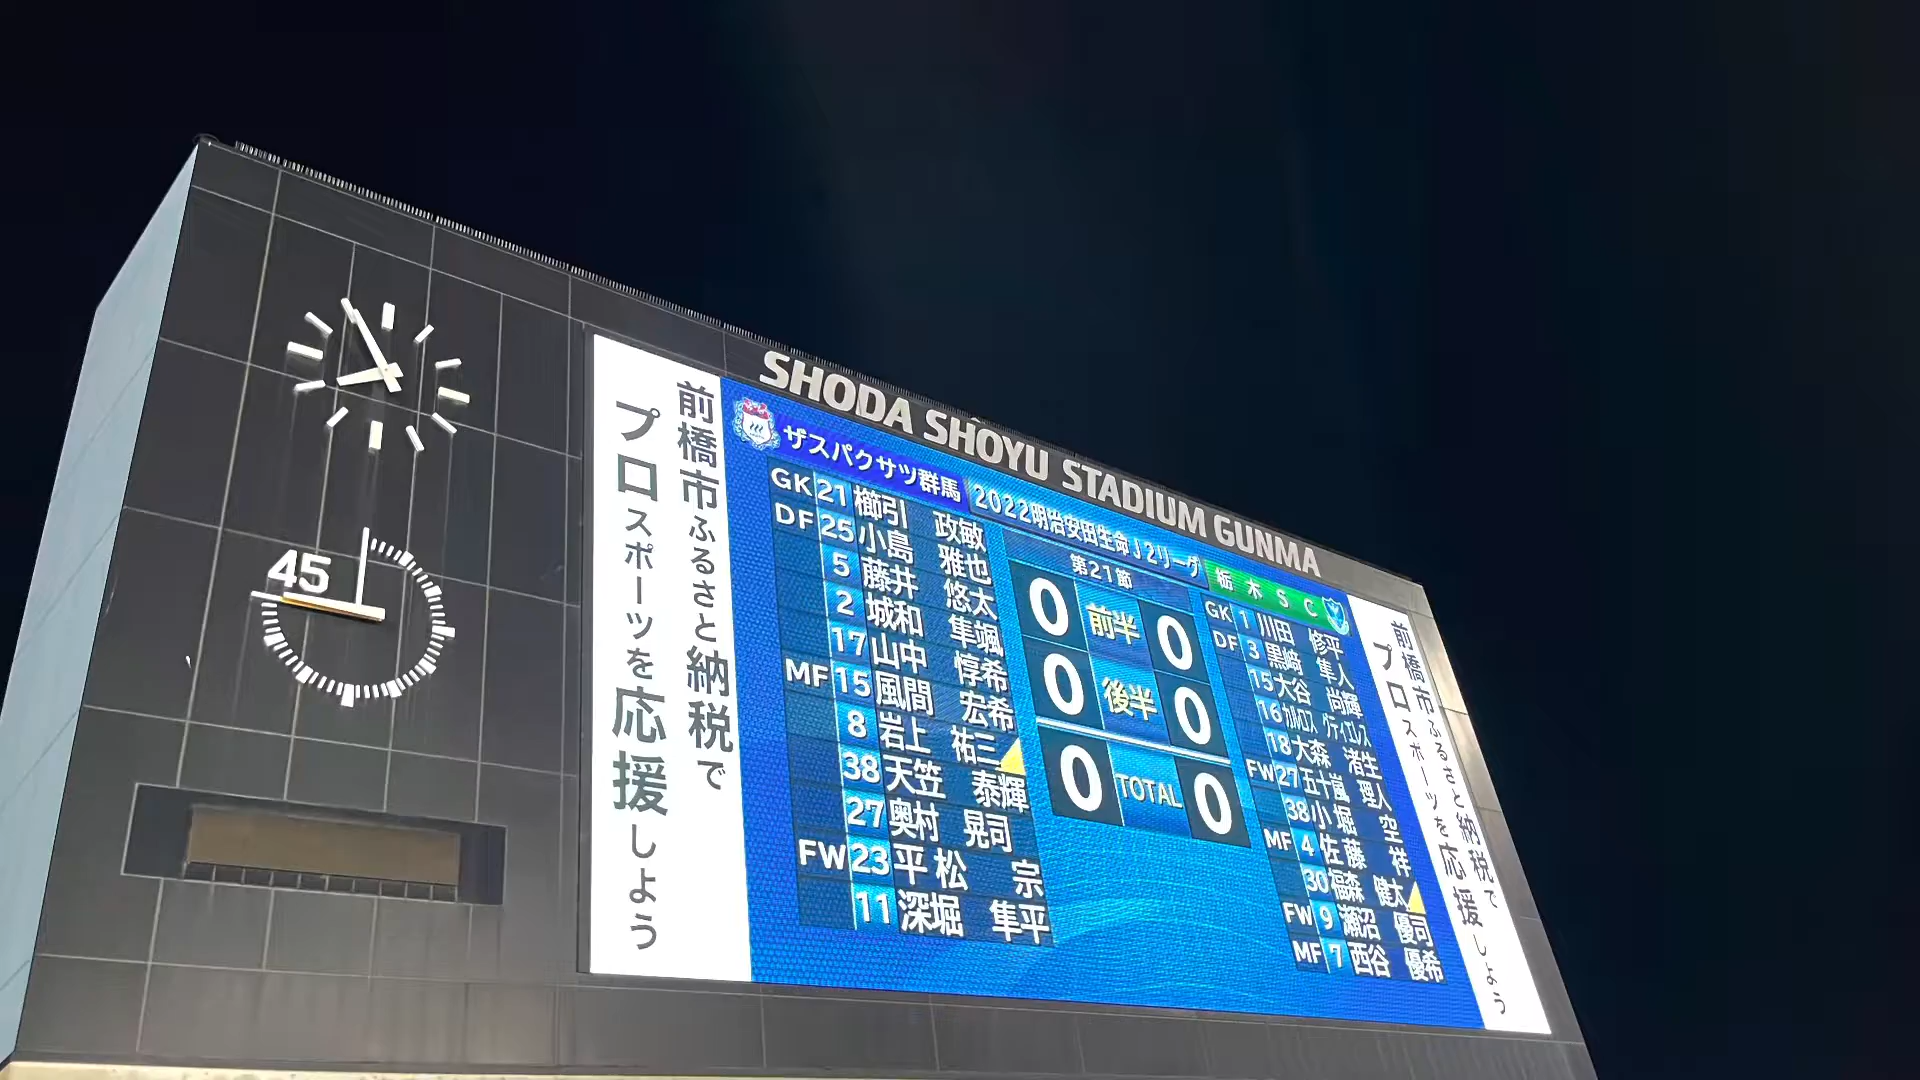 SHODA SHOYU STADIUM GUNMA
45
前橋市ふるさと納税で
プロスポーツを応援しよう
ザスパクサツ群馬
2022明治安田生命J2リーグ
第21節
GK 21 櫛引 政敏
DF 25 小島 雅也
5 藤井 悠太
2 城和 隼颯
17 山中 惇希
MF 15 風間 宏希
8 岩上 祐三
38 天笠 泰輝
27 奥村 晃司
FW 23 平松 宗
11 深堀 隼平
0 前半 0
0 後半 0
0 TOTAL 0
栃木SC
GK 1 川田 修平
DF 3 黒﨑 隼人
15 大谷 尚輝
16 カルロス グティエレス
18 大森 渚生
FW 27 五十嵐 理人
38 小堀 空
MF 4 佐藤 祥
30 福森 健太
FW 9 瀬沼 優司
MF 7 西谷 優希
前橋市ふるさと納税で
プロスポーツを応援しよう